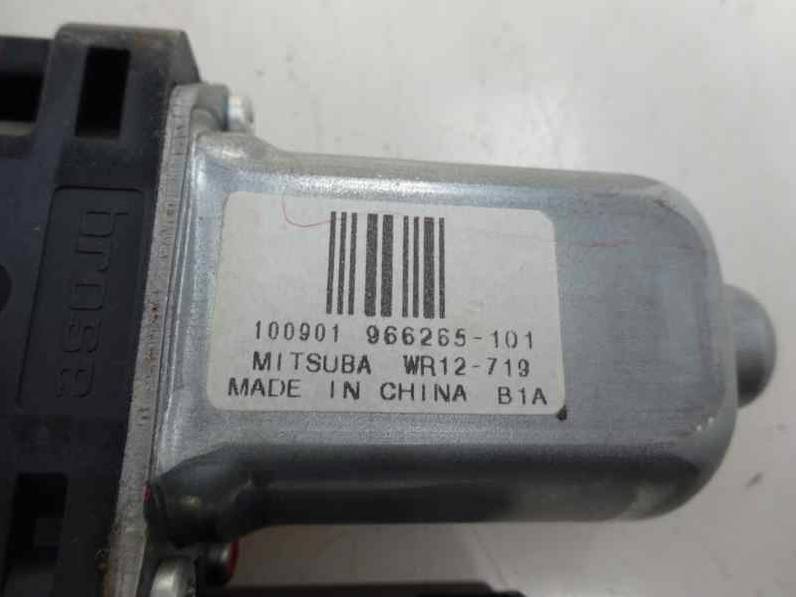 brose
100901 966265-101
MITSUBA WR12-719
MADE IN CHINA B1A